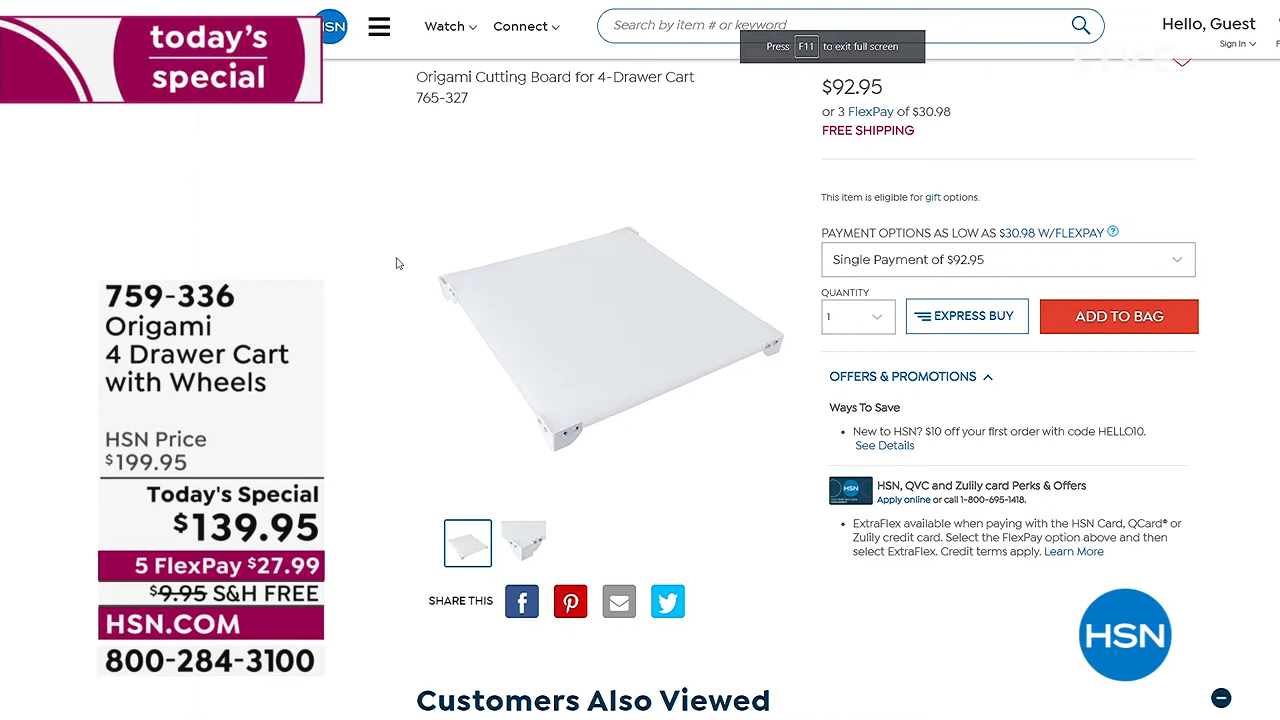 today's
special
HSN
Watch
Connect
Search by item # or keyword
Hello, Guest
Sign In
Press F11 to exit full screen
LIVE
Origami Cutting Board for 4-Drawer Cart
765-327
$92.95
or 3 FlexPay of $30.98
FREE SHIPPING
This item is eligible for gift options.
PAYMENT OPTIONS AS LOW AS $30.98 W/FLEXPAY ?
Single Payment of $92.95
QUANTITY
1
EXPRESS BUY
ADD TO BAG
OFFERS & PROMOTIONS
Ways To Save
• New to HSN? $10 off your first order with code HELLO10.
See Details
HSN
HSN, QVC and Zulily card Perks & Offers
Apply online or call 1-800-695-1418.
• ExtraFlex available when paying with the HSN Card, QCard® or
Zulily credit card. Select the FlexPay option above and then
select ExtraFlex. Credit terms apply. Learn More
759-336
Origami
4 Drawer Cart
with Wheels
HSN Price
$199.95
Today's Special
$139.95
5 FlexPay $27.99
$9.95 S&H FREE
HSN.COM
800-284-3100
SHARE THIS
HSN
Customers Also Viewed